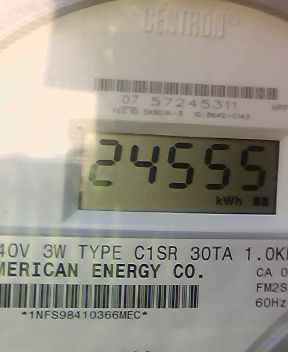 CENTRON®
07 57245311
24555
kWh
40V 3W TYPE C1SR 30TA 1.0K
MERICAN ENERGY CO.
CA 0
FM2S
60Hz
*1NFS98410366MEC*